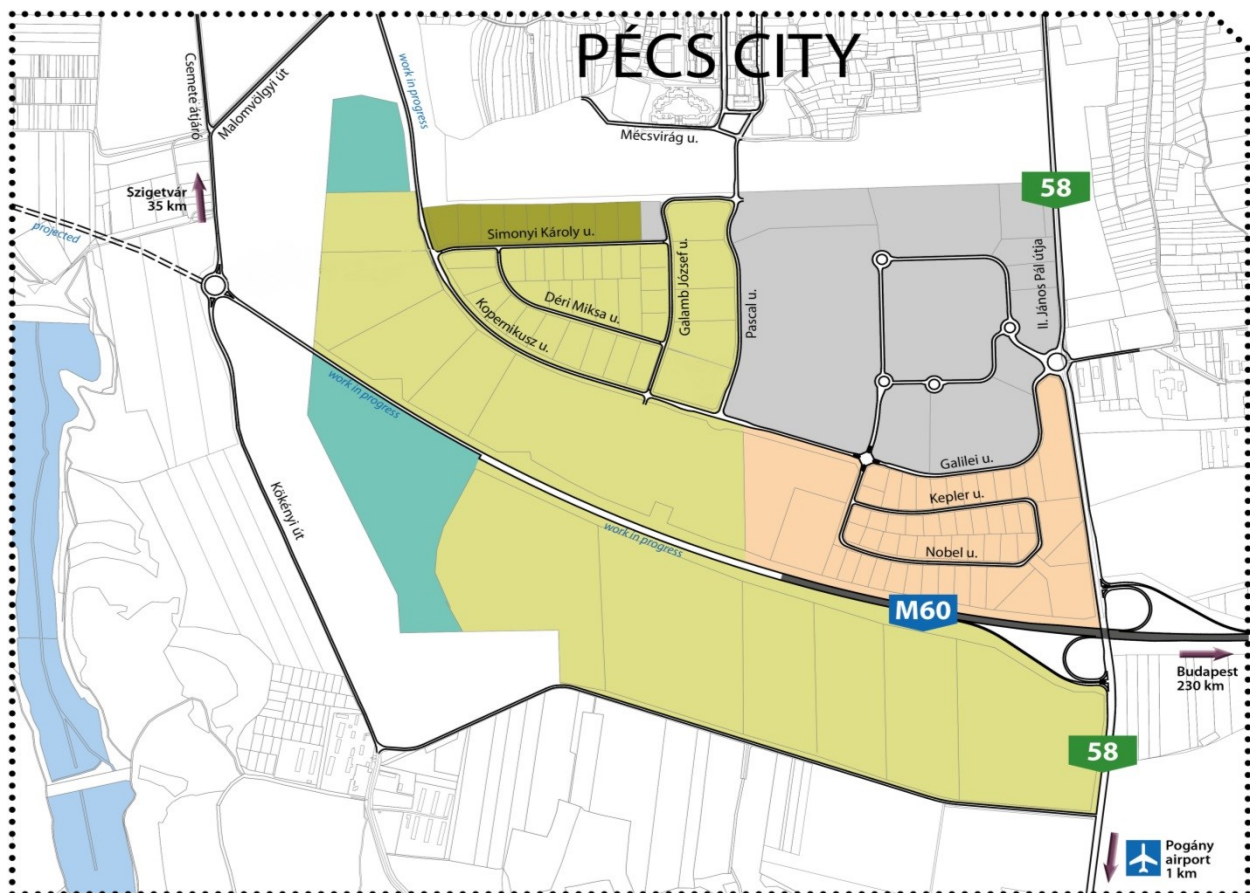 PÉCS CITY
Csemete átjáró
Malomvölgyi út
work in progress
Mécsvirág u.
Szigetvár
35 km
58
projected
Simonyi Károly u.
Galamb József u.
Pascal u.
II. János Pál útja
Déri Miksa u.
Kopernikusz u.
work in progress
Galilei u.
Kepler u.
Kökényi út
work in progress
Nobel u.
M60
Budapest
230 km
58
Pogány
airport
1 km